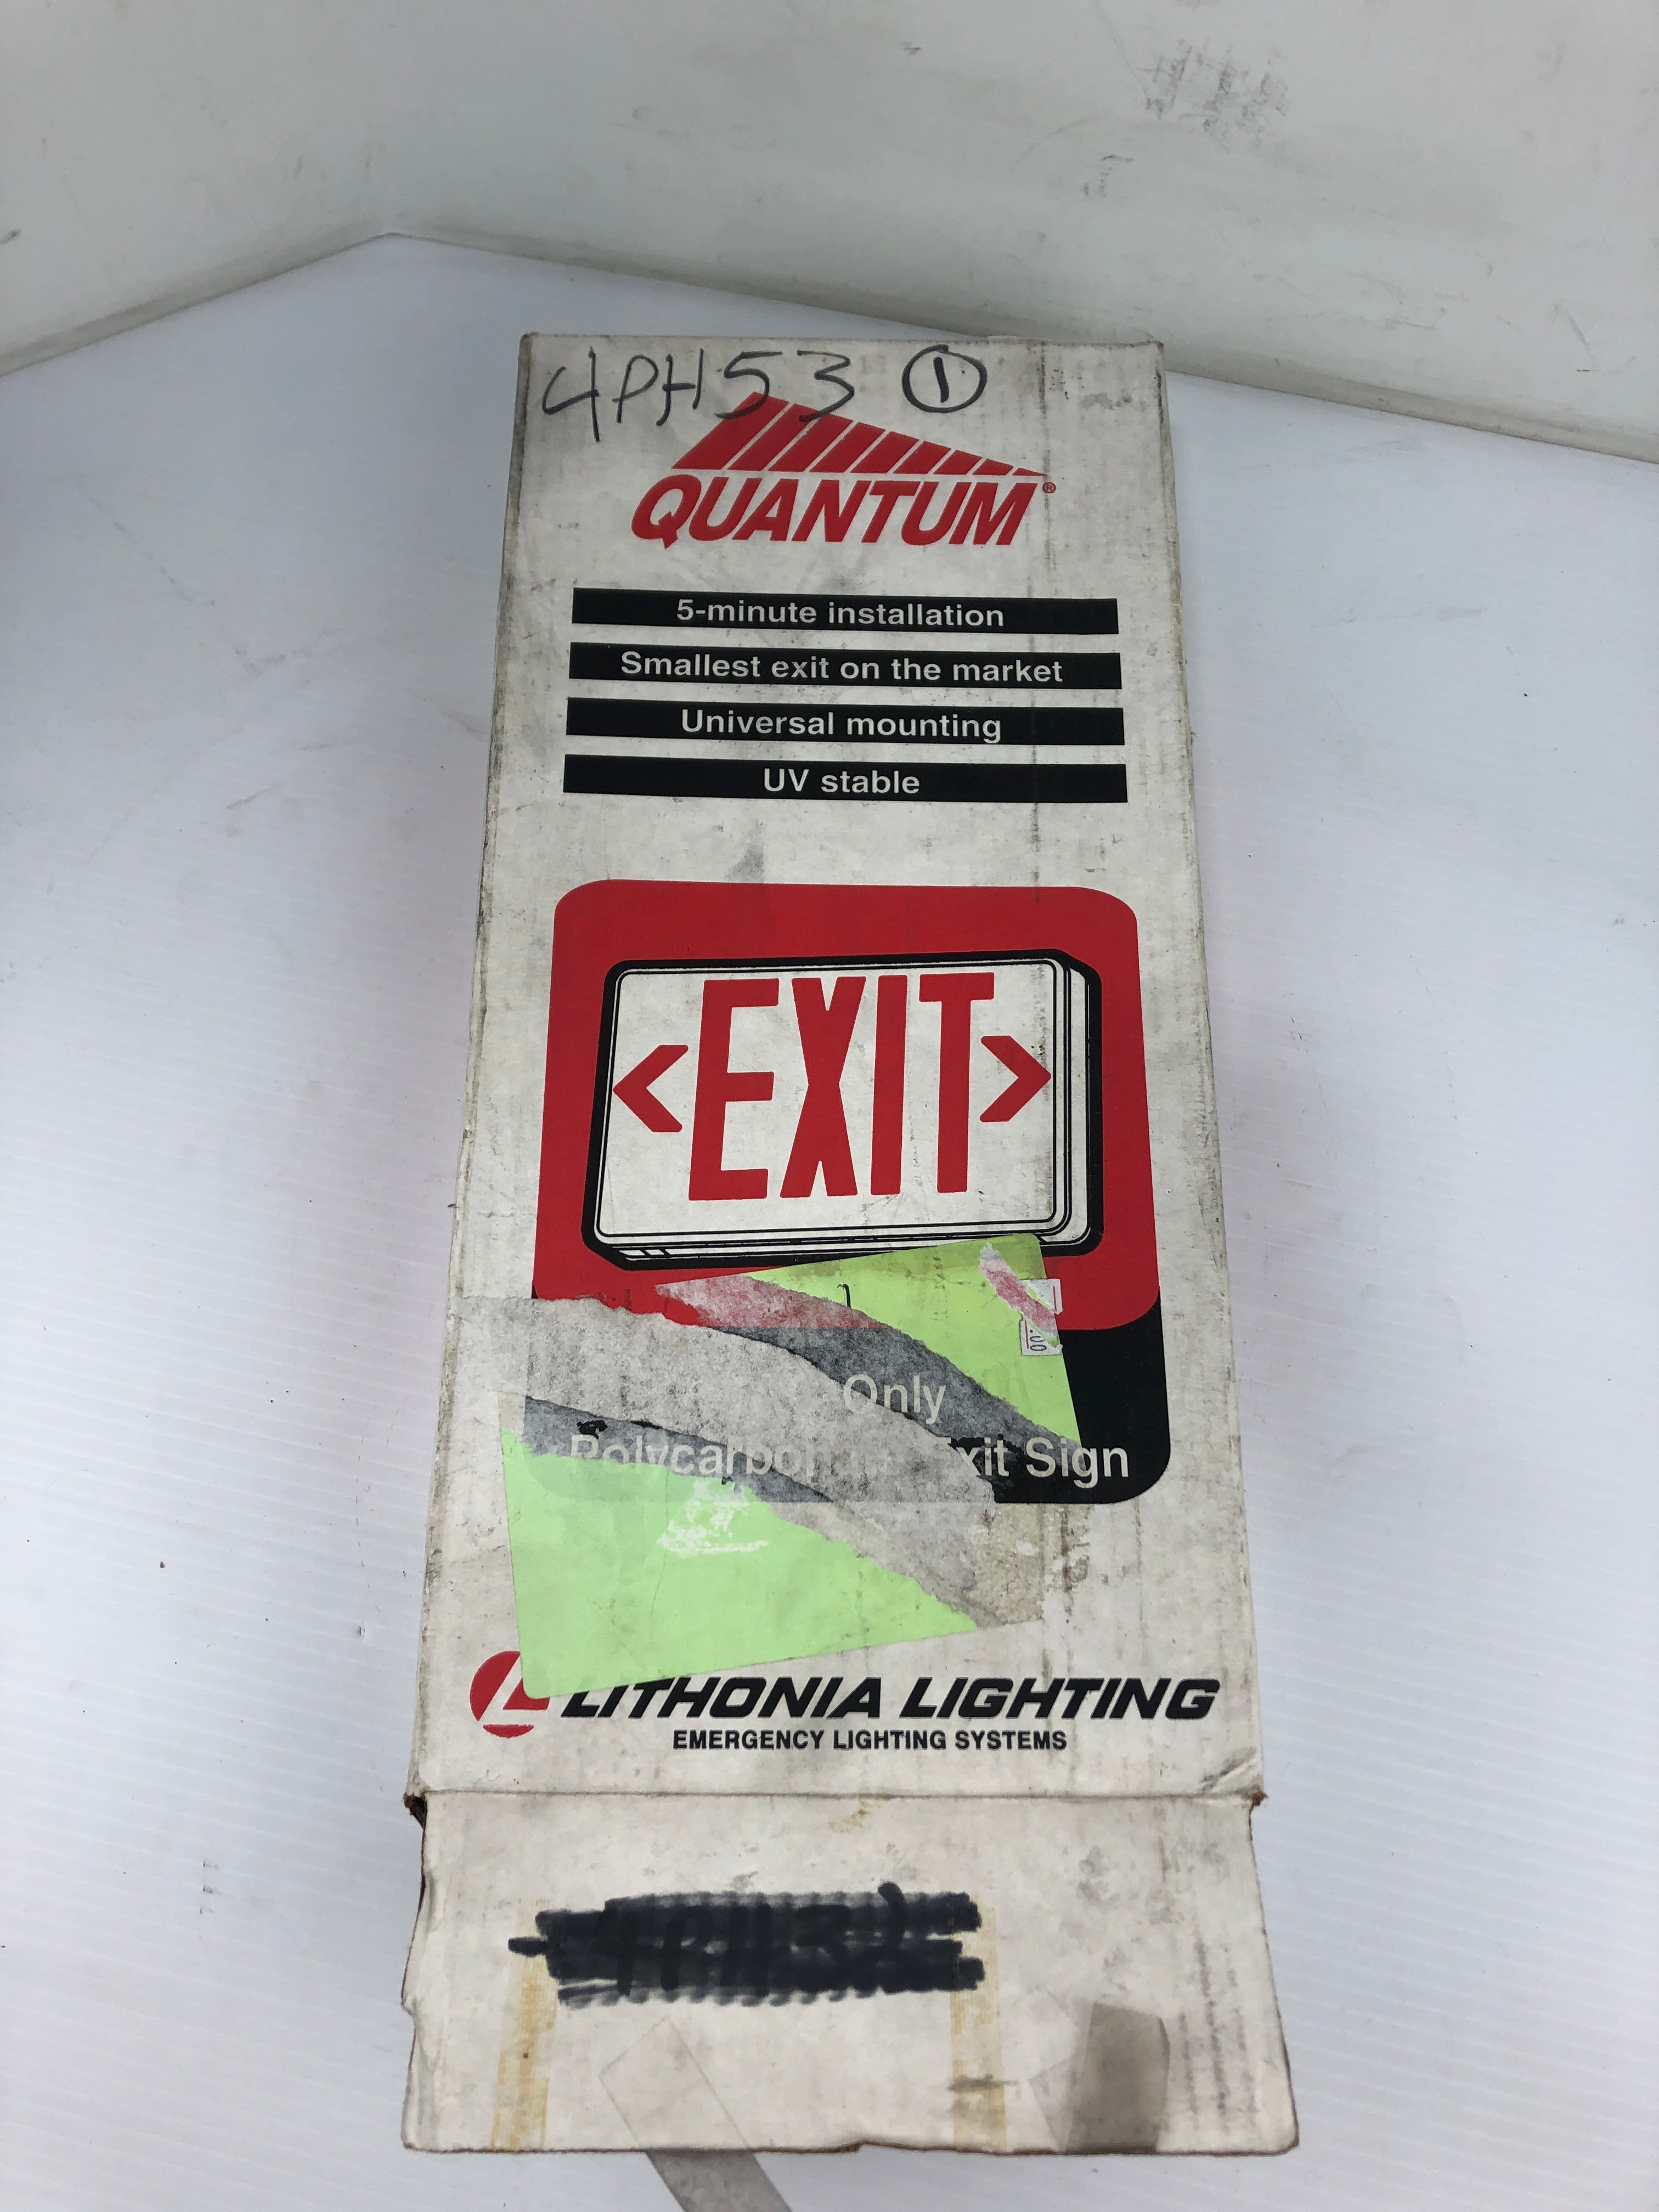 4PH53 ①
QUANTUM®
5-minute installation
Smallest exit on the market
Universal mounting
UV stable
<EXIT>
.00
Only
Exit Sign
LITHONIA LIGHTING
EMERGENCY LIGHTING SYSTEMS